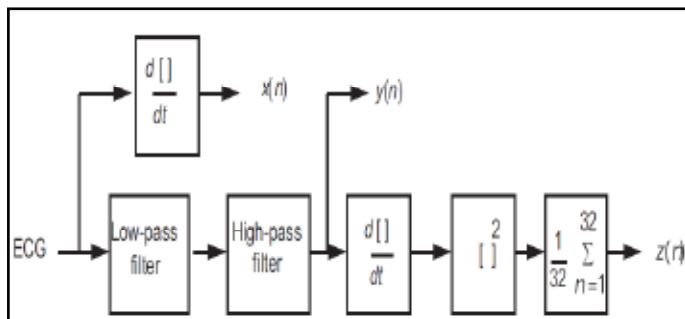 d [ ]
dt
x(n)
y(n)
ECG
Low-pass
filter
High-pass
filter
d [ ]
dt
[ ] 2
1
32
32
Σ
n=1
z(n)